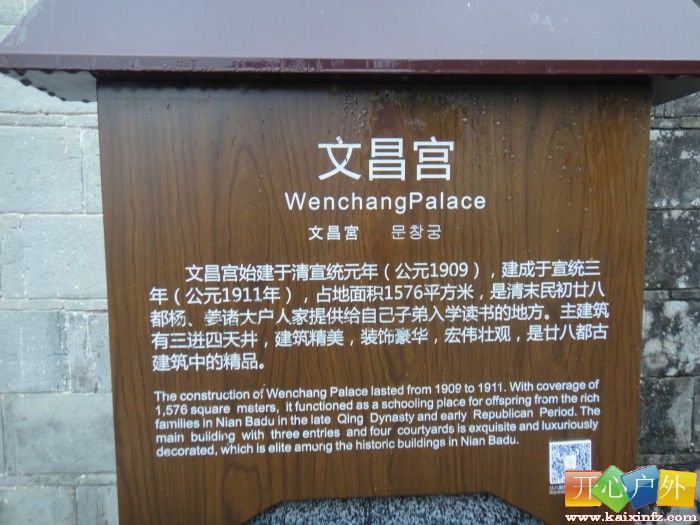 文昌宫
WenchangPalace
文昌宮 문창궁
文昌宫始建于清宣统元年（公元1909），建成于宣统三
年（公元1911年），占地面积1576平方米，是清末民初廿八
都杨、姜诸大户人家提供给自己子弟入学读书的地方。主建筑
有三进四天井，建筑精美，装饰豪华，宏伟壮观，是廿八都古
建筑中的精品。
The construction of Wenchang Palace lasted from 1909 to 1911. With coverage of
1,576 square meters, it functioned as a schooling place for offspring from the rich
families in Nian Badu in the late Qing Dynasty and early Republican Period. The
main building with three entries and four courtyards is exquisite and luxuriously
decorated, which is elite among the historic buildings in Nian Badu.
开心户外
www.kaixinfz.com